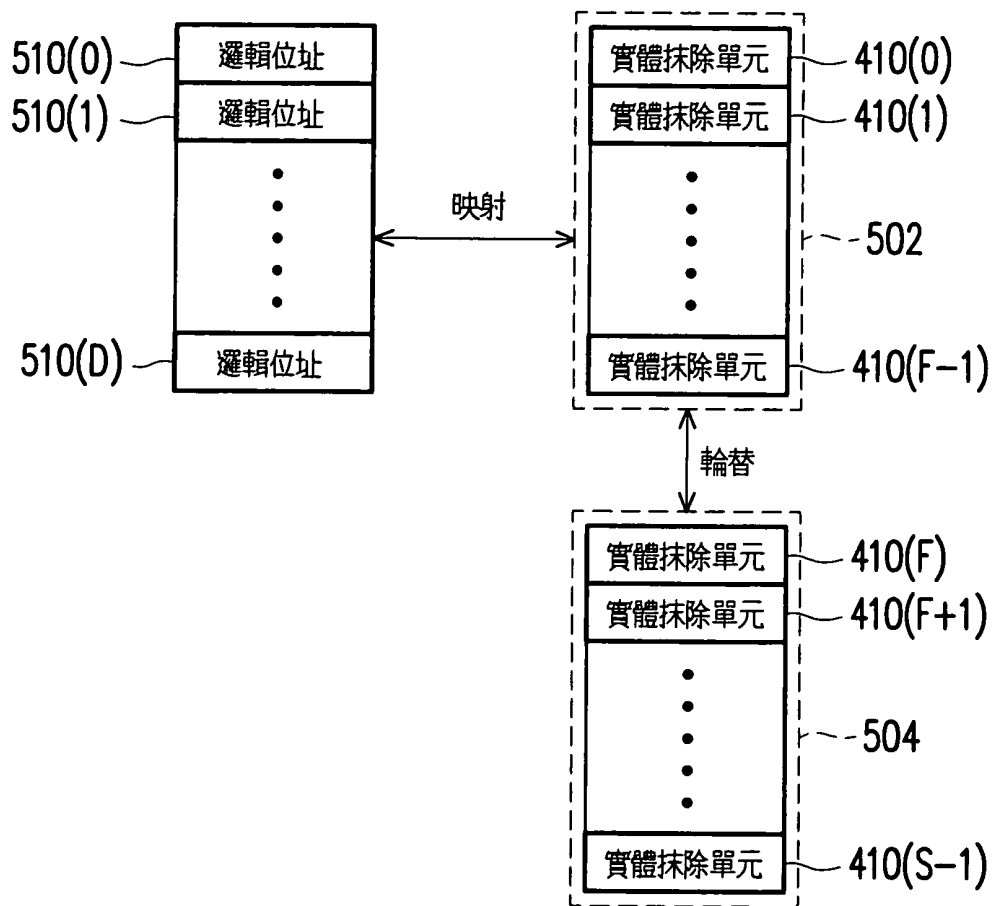 510(0)
邏輯位址
510(1)
邏輯位址
510(D)
邏輯位址
映射
實體抹除單元
410(0)
實體抹除單元
410(1)
502
實體抹除單元
410(F-1)
輪替
實體抹除單元
410(F)
實體抹除單元
410(F+1)
504
實體抹除單元
410(S-1)